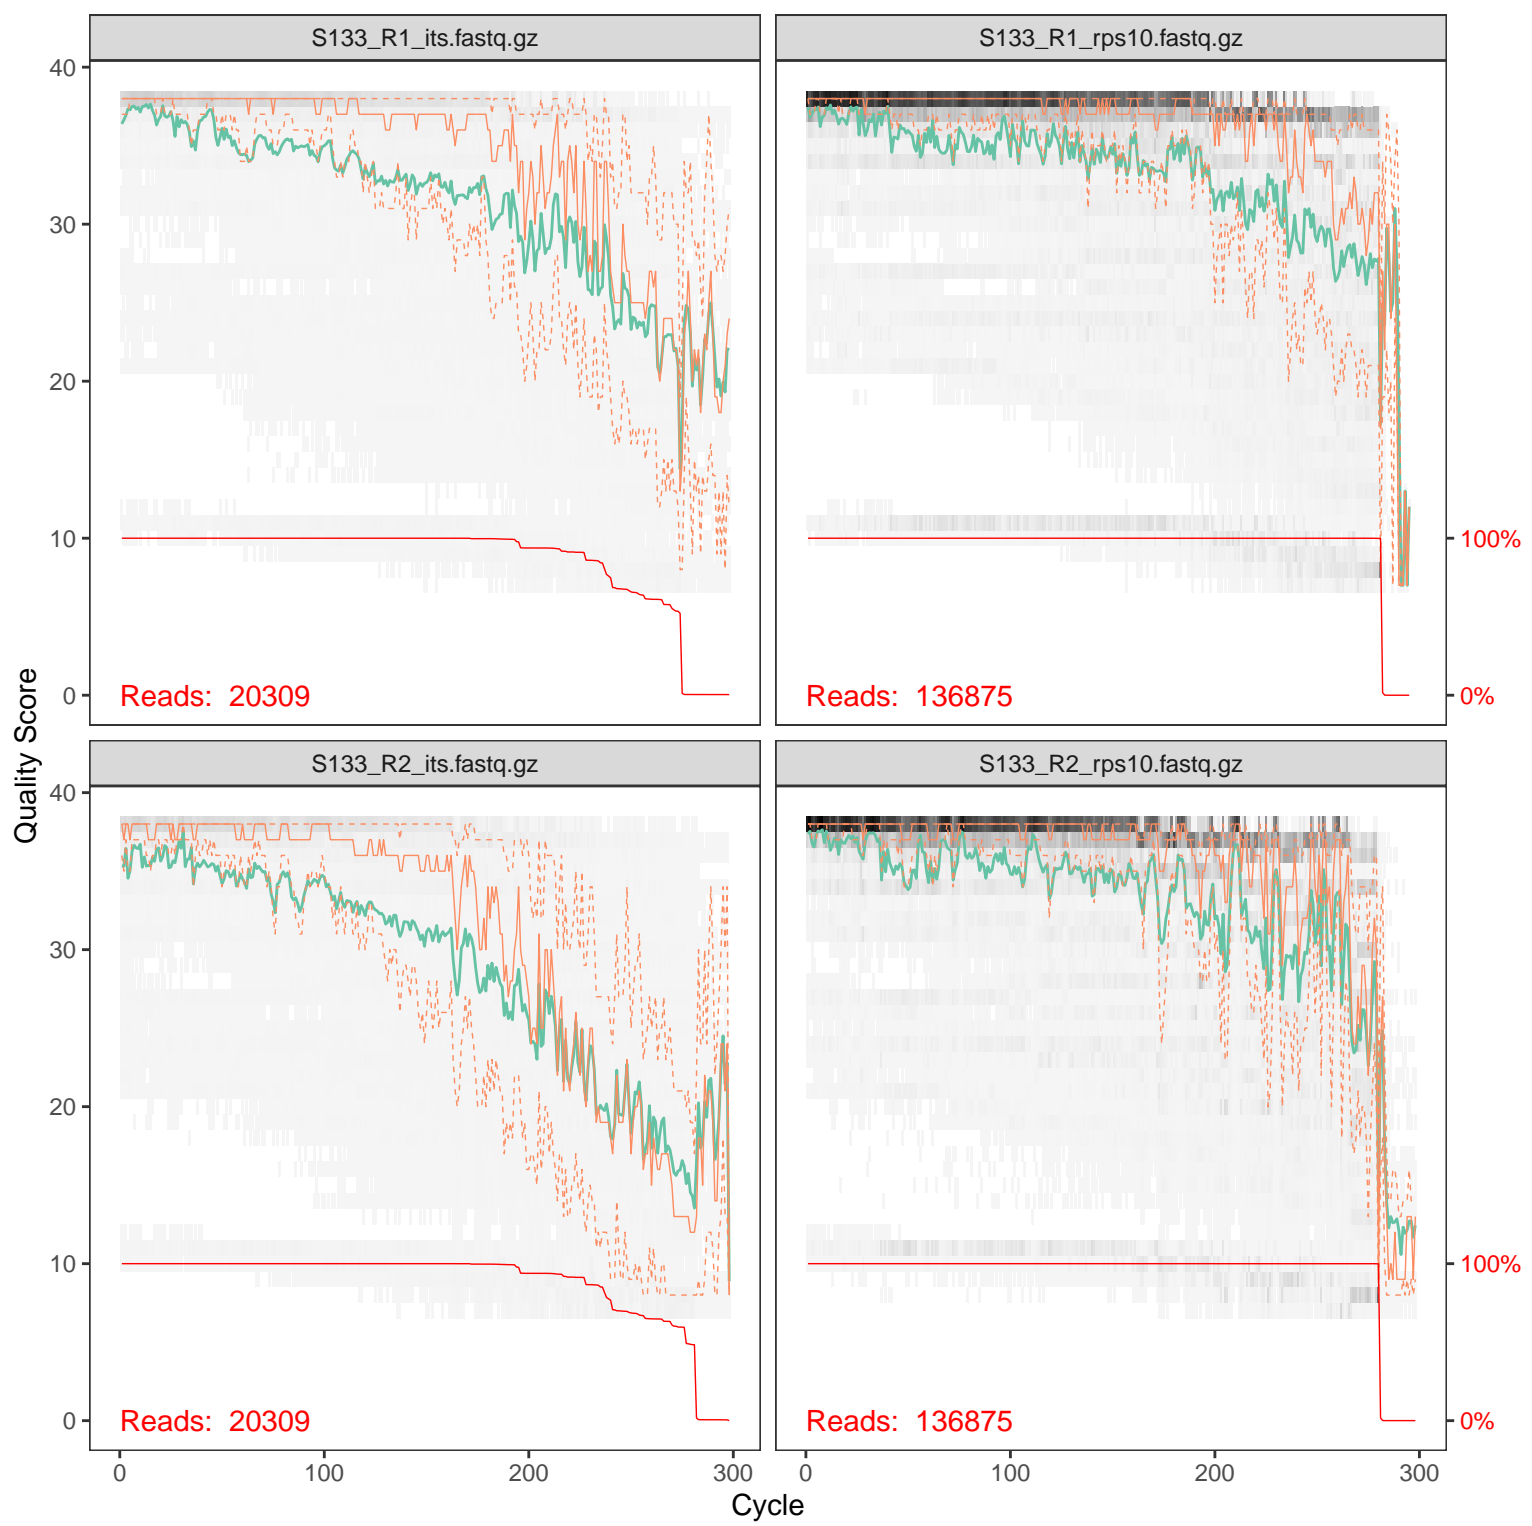 S133_R1_its.fastq.gz
S133_R1_rps10.fastq.gz
40
30
20
10
0
100%
0%
Reads: 20309
Reads: 136875
Quality Score
S133_R2_its.fastq.gz
S133_R2_rps10.fastq.gz
40
30
20
10
0
100%
0%
Reads: 20309
Reads: 136875
0 100 200 300 0 100 200 300
Cycle